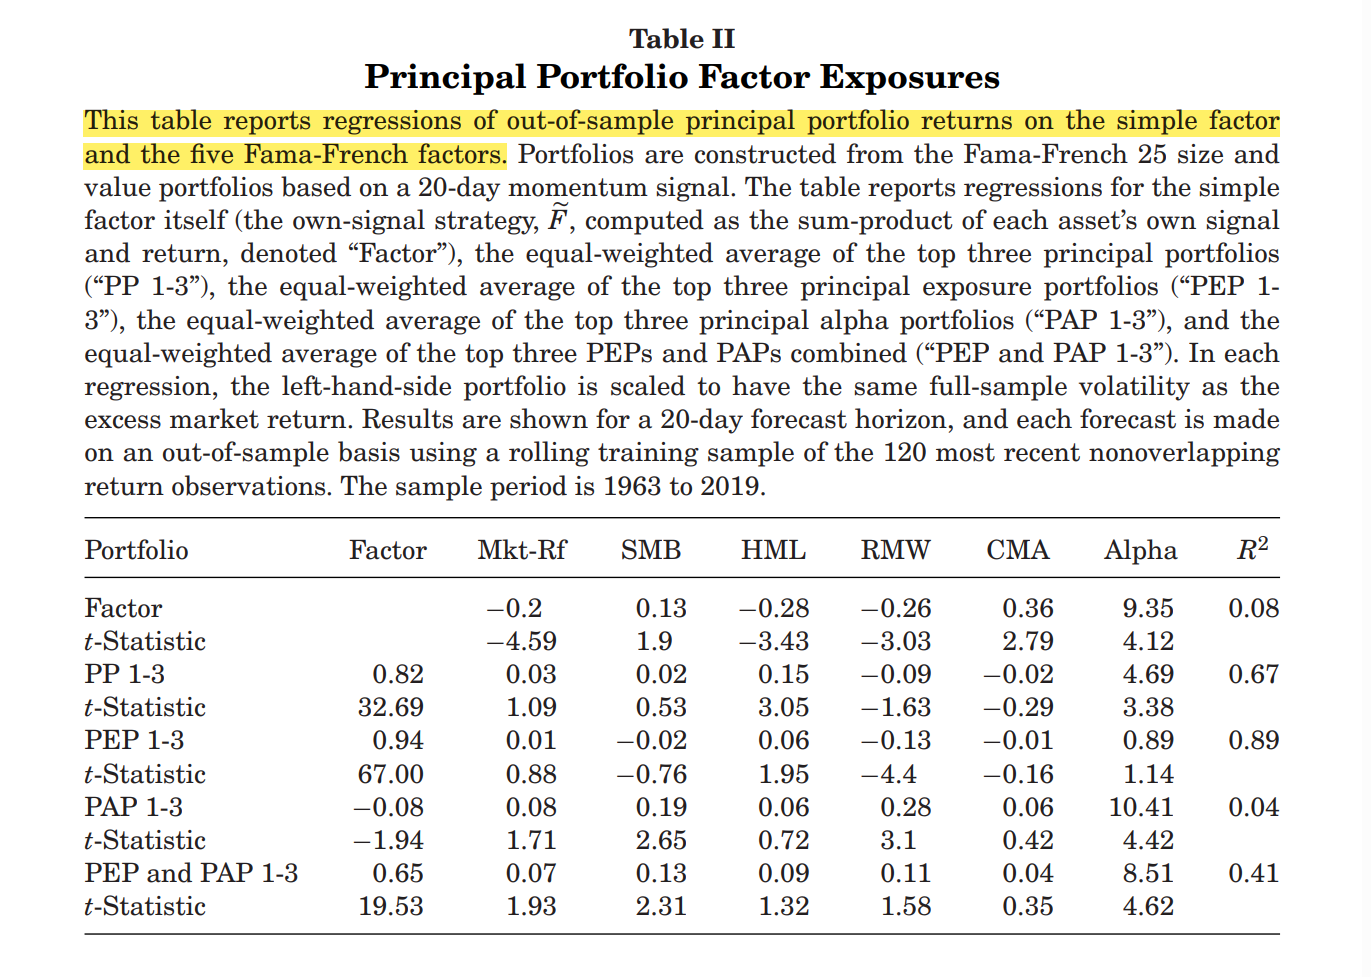 Table II
Principal Portfolio Factor Exposures
This table reports regressions of out-of-sample principal portfolio returns on the simple factor
and the five Fama-French factors. Portfolios are constructed from the Fama-French 25 size and
value portfolios based on a 20-day momentum signal. The table reports regressions for the simple
factor itself (the own-signal strategy, F̃, computed as the sum-product of each asset's own signal
and return, denoted “Factor”), the equal-weighted average of the top three principal portfolios
(“PP 1-3”), the equal-weighted average of the top three principal exposure portfolios (“PEP 1-
3”), the equal-weighted average of the top three principal alpha portfolios (“PAP 1-3”), and the
equal-weighted average of the top three PEPs and PAPs combined (“PEP and PAP 1-3”). In each
regression, the left-hand-side portfolio is scaled to have the same full-sample volatility as the
excess market return. Results are shown for a 20-day forecast horizon, and each forecast is made
on an out-of-sample basis using a rolling training sample of the 120 most recent nonoverlapping
return observations. The sample period is 1963 to 2019.
Portfolio Factor Mkt-Rf SMB HML RMW CMA Alpha R²
Factor −0.2 0.13 −0.28 −0.26 0.36 9.35 0.08
t-Statistic −4.59 1.9 −3.43 −3.03 2.79 4.12
PP 1-3 0.82 0.03 0.02 0.15 −0.09 −0.02 4.69 0.67
t-Statistic 32.69 1.09 0.53 3.05 −1.63 −0.29 3.38
PEP 1-3 0.94 0.01 −0.02 0.06 −0.13 −0.01 0.89 0.89
t-Statistic 67.00 0.88 −0.76 1.95 −4.4 −0.16 1.14
PAP 1-3 −0.08 0.08 0.19 0.06 0.28 0.06 10.41 0.04
t-Statistic −1.94 1.71 2.65 0.72 3.1 0.42 4.42
PEP and PAP 1-3 0.65 0.07 0.13 0.09 0.11 0.04 8.51 0.41
t-Statistic 19.53 1.93 2.31 1.32 1.58 0.35 4.62